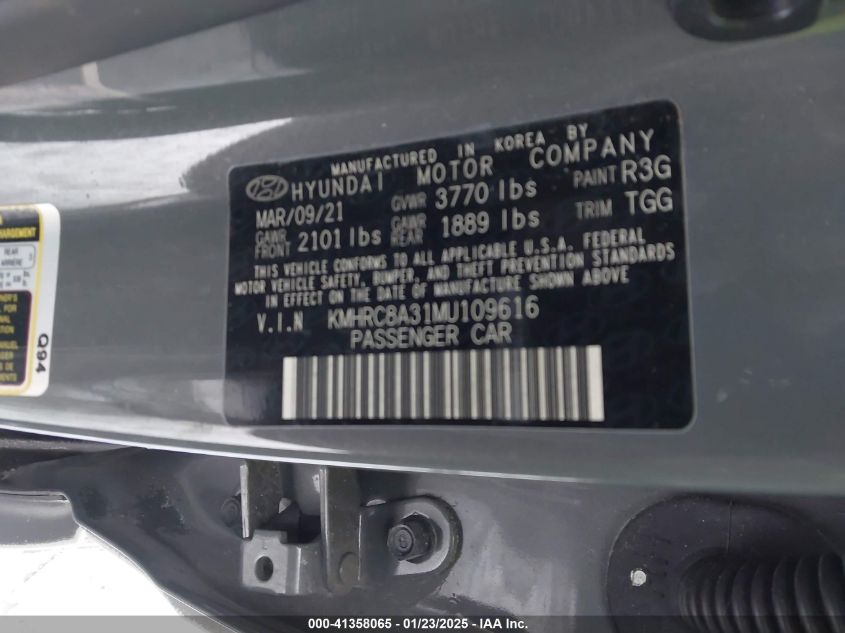 MANUFACTURED IN KOREA BY
HYUNDAI MOTOR COMPANY
MAR/09/21 GVWR 3770 lbs PAINT R3G
GAWR FRONT 2101 lbs GAWR REAR 1889 lbs TRIM TGG
THIS VEHICLE CONFORMS TO ALL APPLICABLE U.S.A. FEDERAL
MOTOR VEHICLE SAFETY, BUMPER, AND THEFT PREVENTION STANDARDS
IN EFFECT ON THE DATE OF MANUFACTURE SHOWN ABOVE
V.I.N KMHRC8A31MU109616
PASSENGER CAR
REAR
ARRIÈRE
Q94
000-41358065 - 01/23/2025 - IAA Inc.